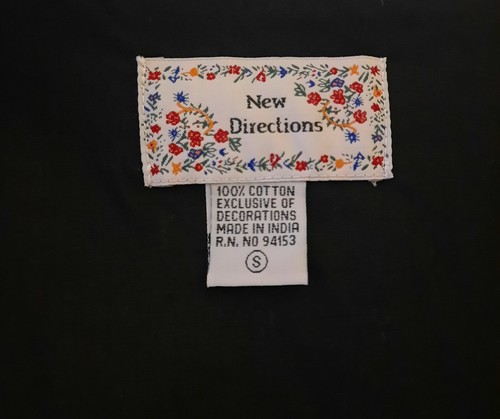 New
Directions
100% COTTON
EXCLUSIVE OF
DECORATIONS
MADE IN INDIA
R.N. NO 94153
S